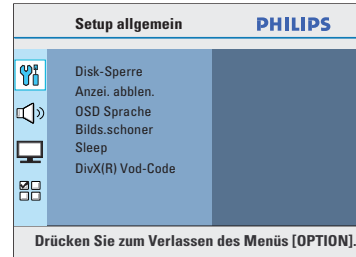 Setup allgemein
PHILIPS
Disk-Sperre
Anzei. abblen.
OSD Sprache
Bilds.schoner
Sleep
DivX(R) Vod-Code
Drücken Sie zum Verlassen des Menüs [OPTION].